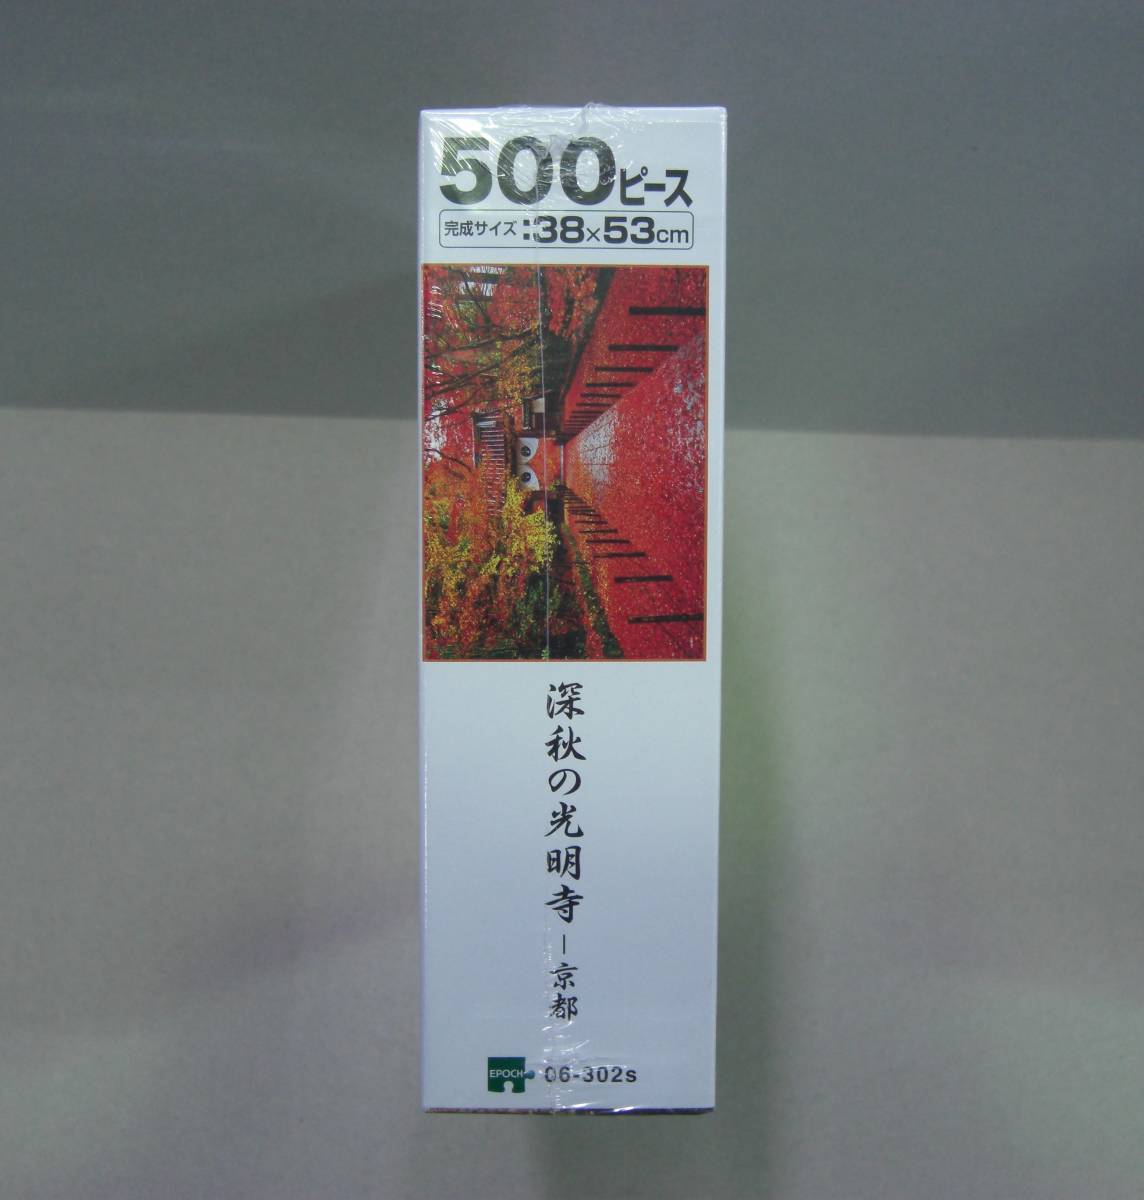 500ピース
完成サイズ:38×53cm
深秋の光明寺-京都
EPOCH 06-302s